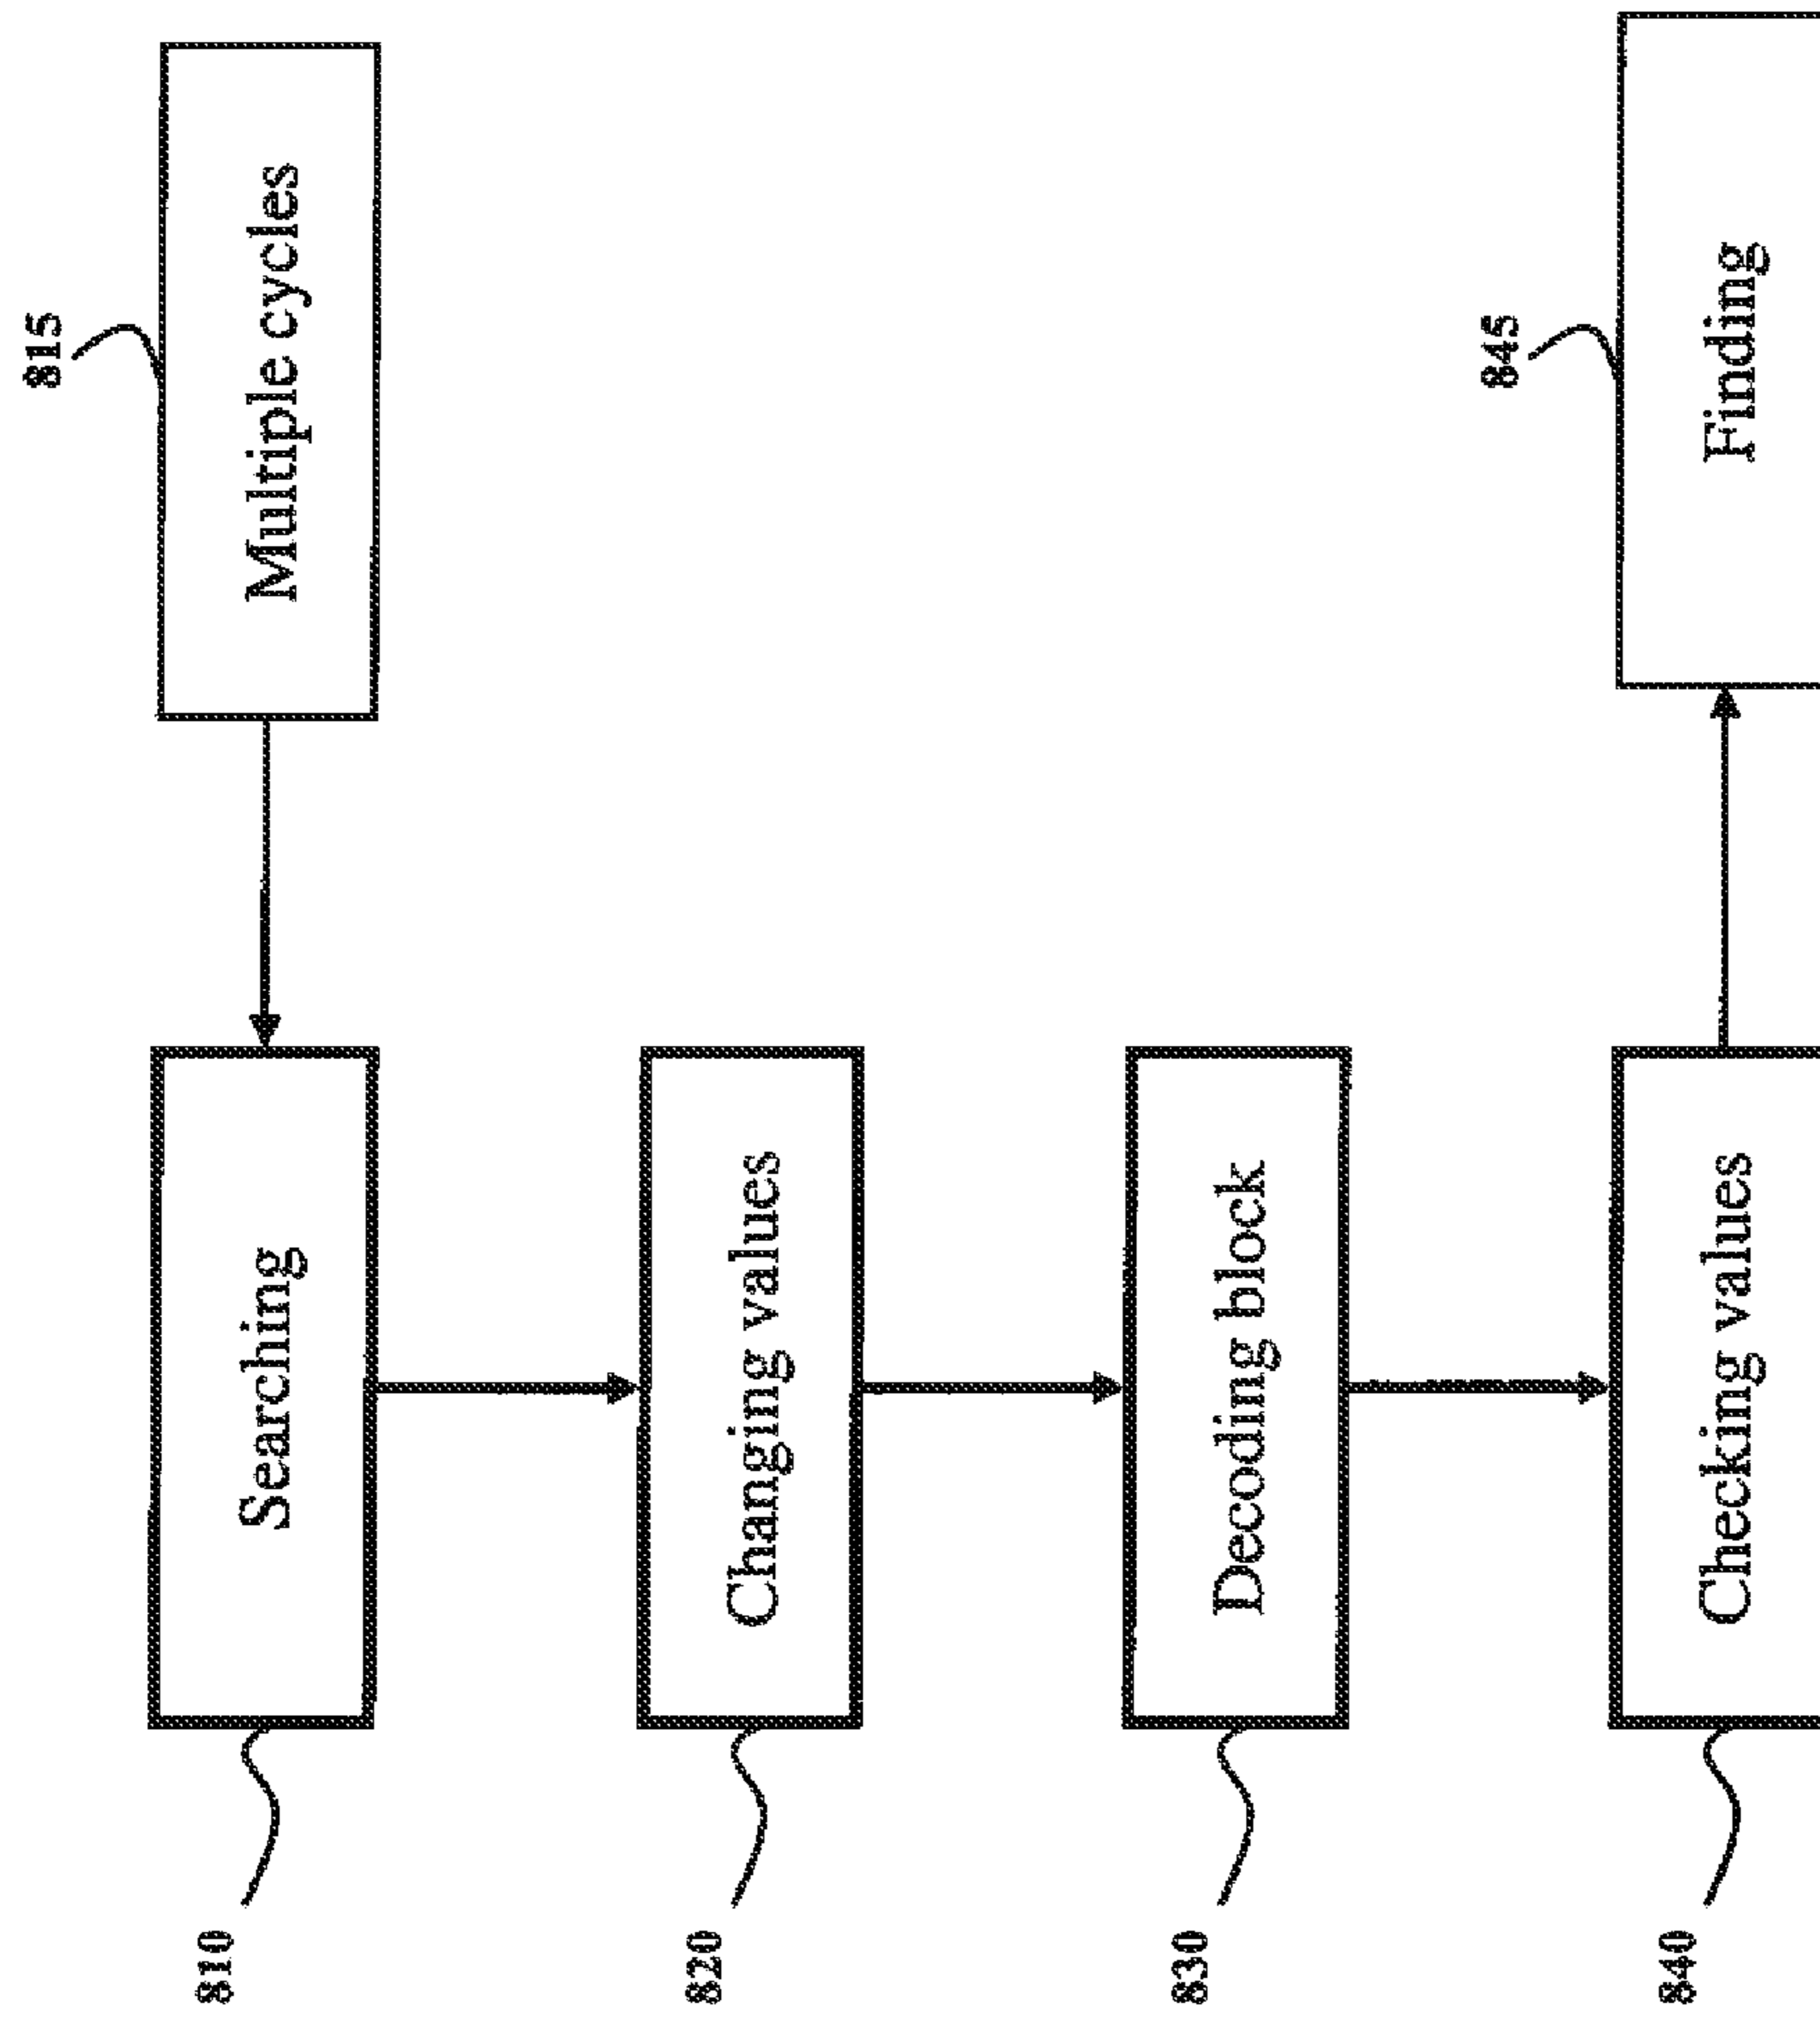 815
Multiple cycles
810
Searching
820
Changing values
830
Decoding block
840
Checking values
845
Finding